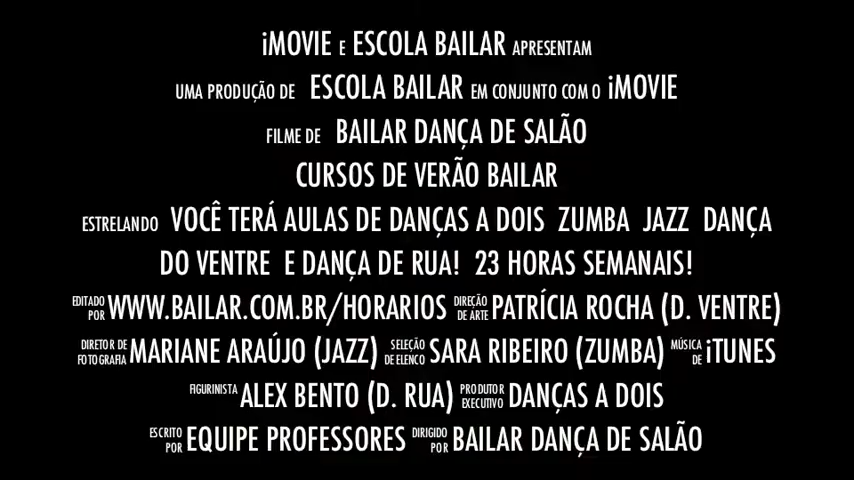 iMOVIE E ESCOLA BAILAR APRESENTAM
UMA PRODUÇÃO DE ESCOLA BAILAR EM CONJUNTO COM O iMOVIE
FILME DE BAILAR DANÇA DE SALÃO
CURSOS DE VERÃO BAILAR
ESTRELANDO VOCÊ TERÁ AULAS DE DANÇAS A DOIS ZUMBA JAZZ DANÇA
DO VENTRE E DANÇA DE RUA! 23 HORAS SEMANAIS!
EDITADO POR WWW.BAILAR.COM.BR/HORARIOS DIREÇÃO DE ARTE PATRÍCIA ROCHA (D. VENTRE)
DIRETOR DE FOTOGRAFIA MARIANE ARAÚJO (JAZZ) SELEÇÃO DE ELENCO SARA RIBEIRO (ZUMBA) MÚSICA DE iTUNES
FIGURINISTA ALEX BENTO (D. RUA) PRODUTOR EXECUTIVO DANÇAS A DOIS
ESCRITO POR EQUIPE PROFESSORES DIRIGIDO POR BAILAR DANÇA DE SALÃO